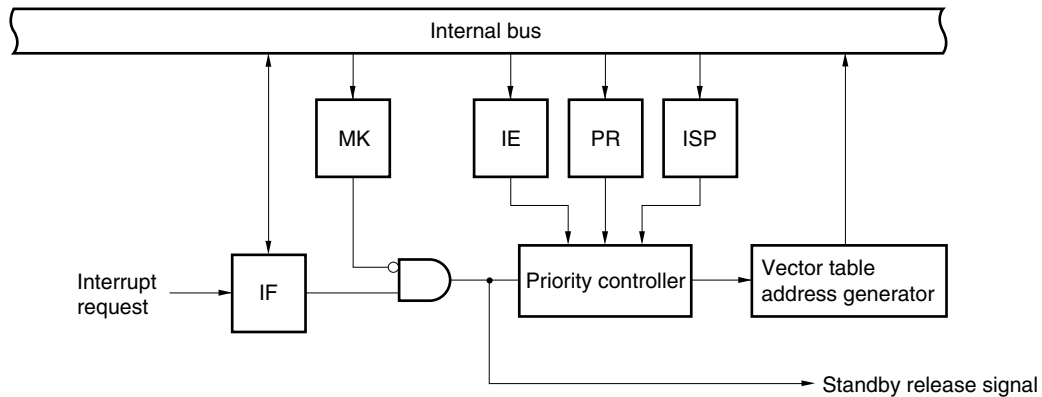 Internal bus
MK
IE
PR
ISP
Interrupt
request
IF
Priority controller
Vector table
address generator
Standby release signal